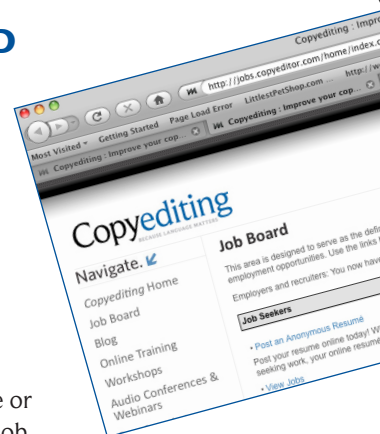 Copyediting : Impro
http://jobs.copyeditor.com/home/index.c
Most Visited Getting Started Page Load Error LittlestPetShop.com ... http://w
Copyediting : Improve your cop... Copyediting : Improve your cop...
Copyediting
BECAUSE LANGUAGE MATTERS
Navigate.
Copyediting Home
Job Board
Blog
Online Training
Workshops
Audio Conferences &
Webinars
Job Board
This area is designed to serve as the defi
employment opportunities. Use the links
Employers and recruiters: You now have
Job Seekers
• Post an Anonymous Resumé
Post your resume online today! W
seeking work, your online resume
• View Jobs
e or
job